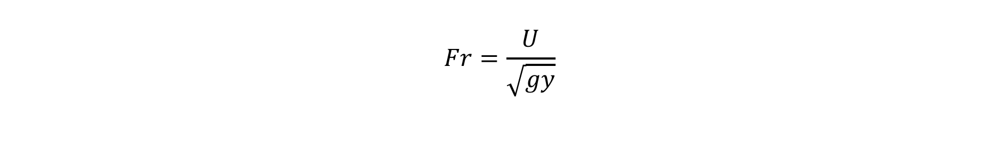 Fr = U / √gy